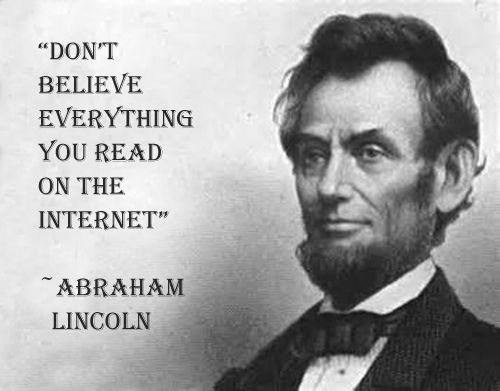 “DON’T
BELIEVE
EVERYTHING
YOU READ
ON THE
INTERNET”
~ABRAHAM
LINCOLN